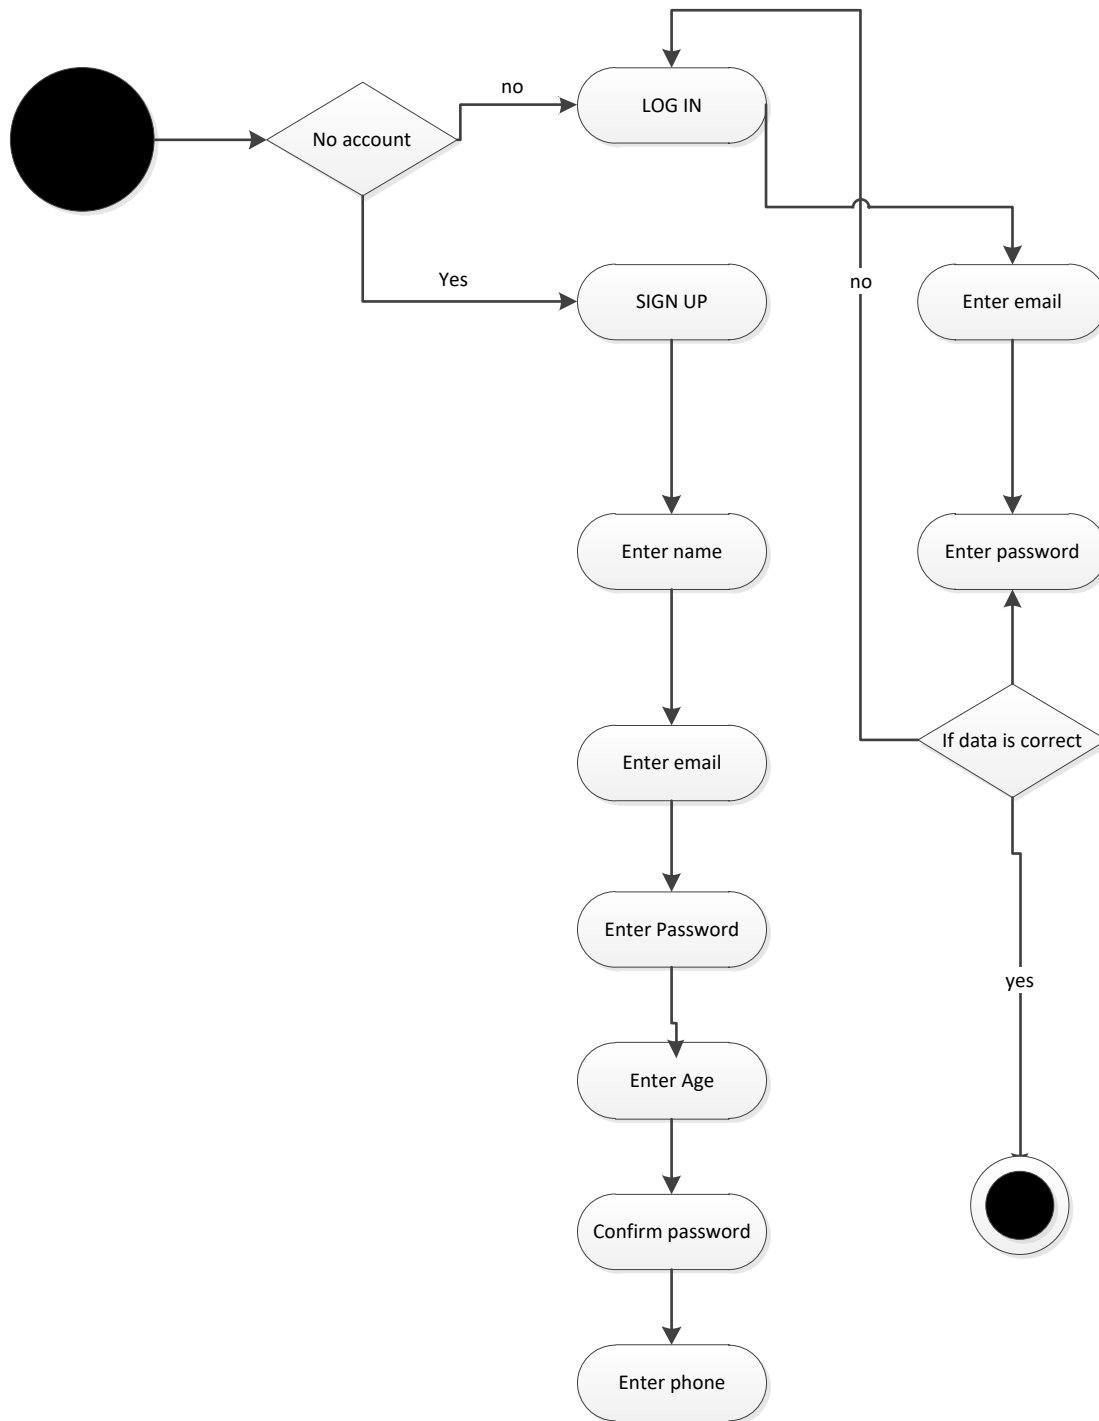 no
LOG IN
No account
Yes
SIGN UP
no
Enter email
Enter name
Enter password
Enter email
If data is correct
Enter Password
yes
Enter Age
Confirm password
Enter phone